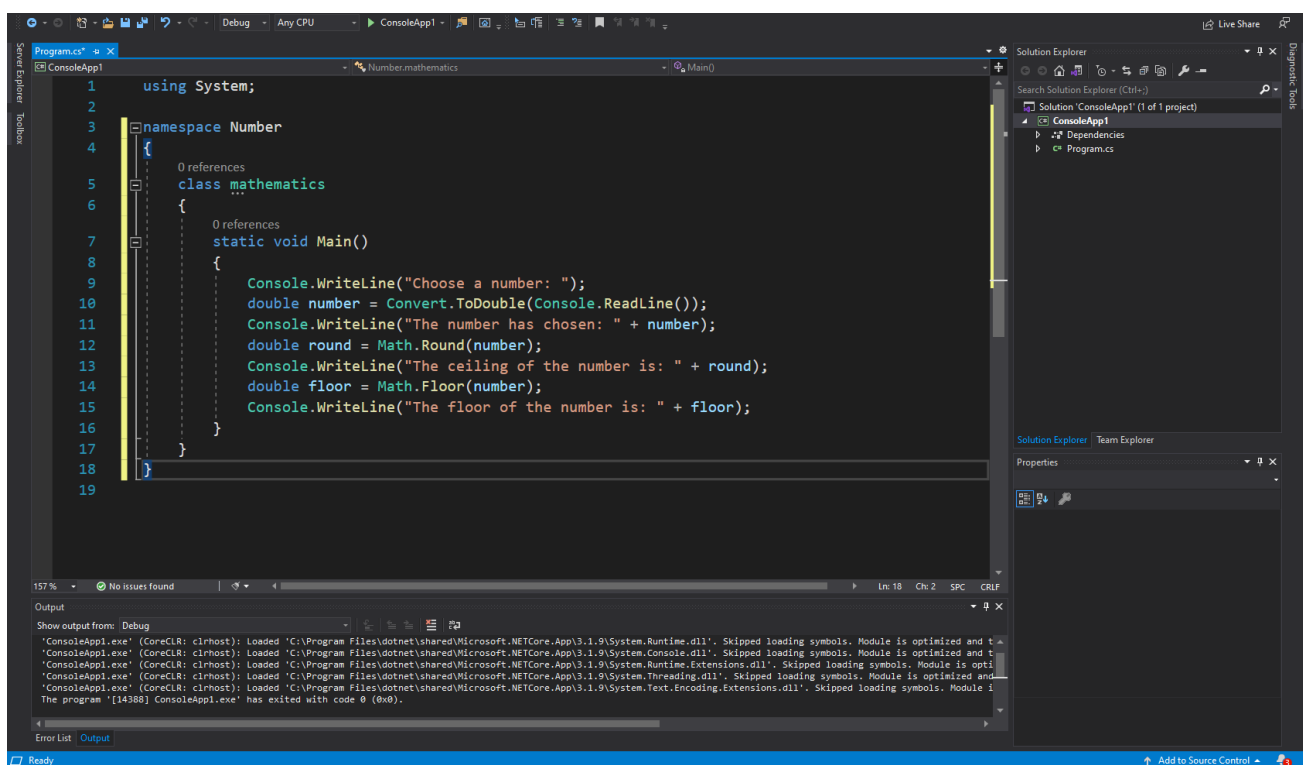 Debug Any CPU ConsoleApp1 Live Share
Server Explorer
Toolbox
Program.cs*
ConsoleApp1 Number.mathematics Main()
1 using System;
2
3 namespace Number
4 {
0 references
5 class mathematics
6 {
0 references
7 static void Main()
8 {
9 Console.WriteLine("Choose a number: ");
10 double number = Convert.ToDouble(Console.ReadLine());
11 Console.WriteLine("The number has chosen: " + number);
12 double round = Math.Round(number);
13 Console.WriteLine("The ceiling of the number is: " + round);
14 double floor = Math.Floor(number);
15 Console.WriteLine("The floor of the number is: " + floor);
16 }
17 }
18 }
19
157 % No issues found Ln: 18 Ch: 2 SPC CRLF
Output
Show output from: Debug
'ConsoleApp1.exe' (CoreCLR: clrhost): Loaded 'C:\Program Files\dotnet\shared\Microsoft.NETCore.App\3.1.9\System.Runtime.dll'. Skipped loading symbols. Module is optimized and t
'ConsoleApp1.exe' (CoreCLR: clrhost): Loaded 'C:\Program Files\dotnet\shared\Microsoft.NETCore.App\3.1.9\System.Console.dll'. Skipped loading symbols. Module is optimized and t
'ConsoleApp1.exe' (CoreCLR: clrhost): Loaded 'C:\Program Files\dotnet\shared\Microsoft.NETCore.App\3.1.9\System.Runtime.Extensions.dll'. Skipped loading symbols. Module is opti
'ConsoleApp1.exe' (CoreCLR: clrhost): Loaded 'C:\Program Files\dotnet\shared\Microsoft.NETCore.App\3.1.9\System.Threading.dll'. Skipped loading symbols. Module is optimized and
'ConsoleApp1.exe' (CoreCLR: clrhost): Loaded 'C:\Program Files\dotnet\shared\Microsoft.NETCore.App\3.1.9\System.Text.Encoding.Extensions.dll'. Skipped loading symbols. Module i
The program '[14388] ConsoleApp1.exe' has exited with code 0 (0x0).
Error List Output
Solution Explorer
Search Solution Explorer (Ctrl+;)
Solution 'ConsoleApp1' (1 of 1 project)
ConsoleApp1
Dependencies
C# Program.cs
Solution Explorer Team Explorer
Properties
Diagnostic Tools
Ready Add to Source Control 3